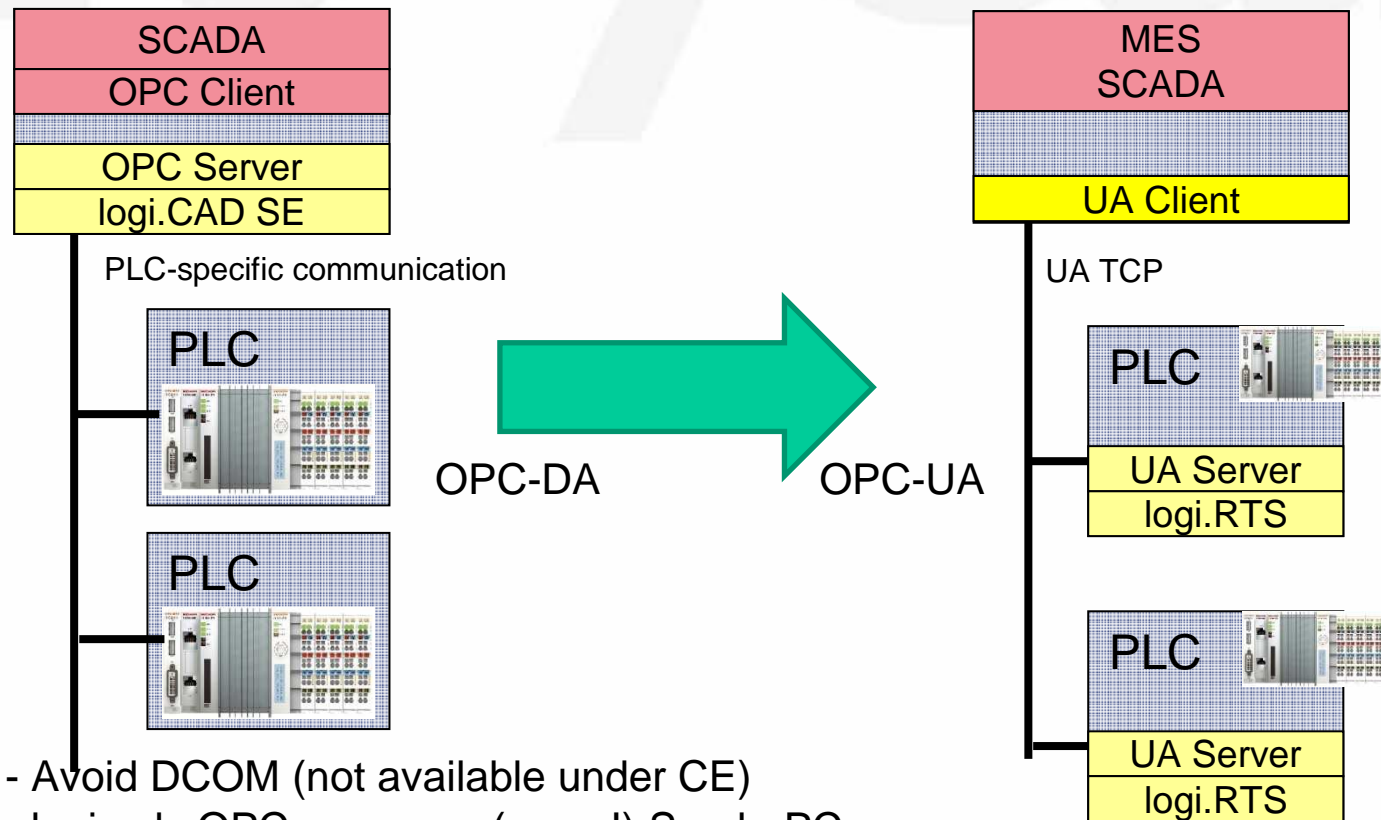 SCADA
OPC Client
OPC Server
logi.CAD SE
PLC-specific communication
PLC
PLC
OPC-DA
OPC-UA
MES
SCADA
UA Client
UA TCP
PLC
UA Server
logi.RTS
PLC
UA Server
logi.RTS
- Avoid DCOM (not available under CE)